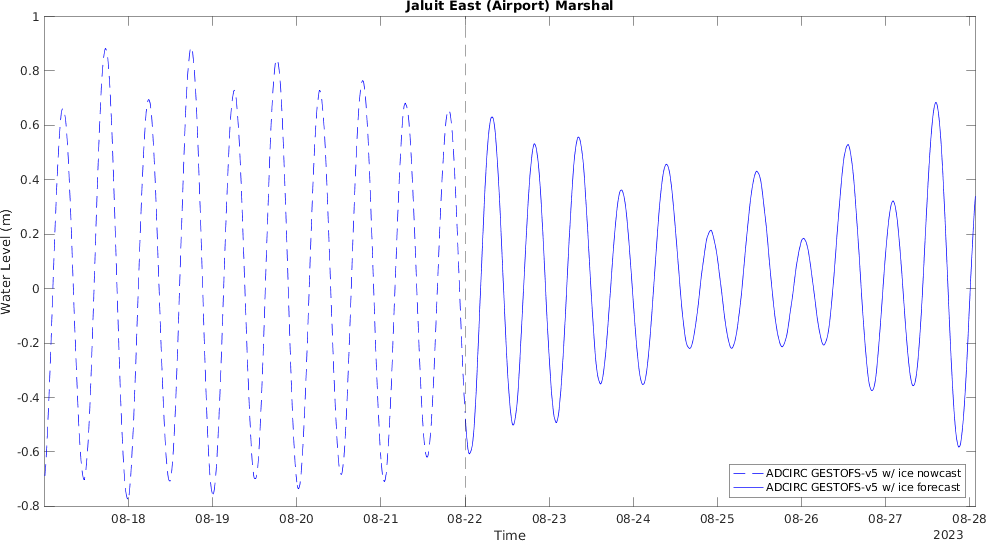 Jaluit East (Airport) Marshal
1
0.8
0.6
0.4
0.2
0
-0.2
-0.4
-0.6
-0.8
Water Level (m)
ADCIRC GESTOFS-v5 w/ ice nowcast
ADCIRC GESTOFS-v5 w/ ice forecast
08-18 08-19 08-20 08-21 08-22 08-23 08-24 08-25 08-26 08-27 08-28
Time
2023